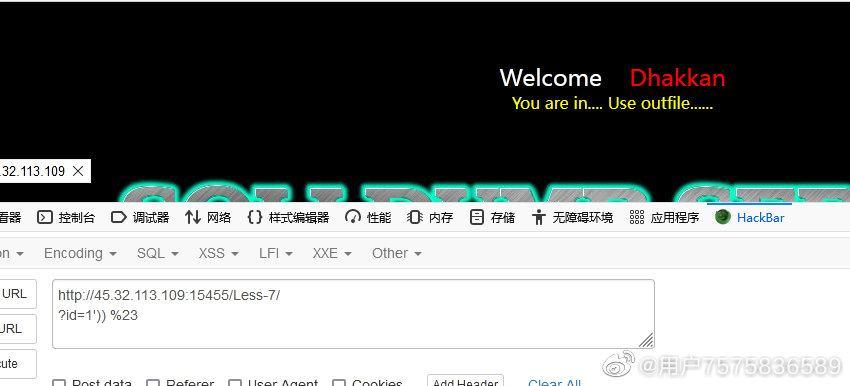 Welcome Dhakkan
You are in.... Use outfile......
.32.113.109
看器 控制台 调试器 网络 样式编辑器 性能 内存 存储 无障碍环境 应用程序 HackBar
on Encoding SQL XSS LFI XXE Other
URL
http://45.32.113.109:15455/Less-7/
?id=1')) %23
URL
cute
Post data Referer User Agent Cookies Add Header Clear All
@用户7575836589